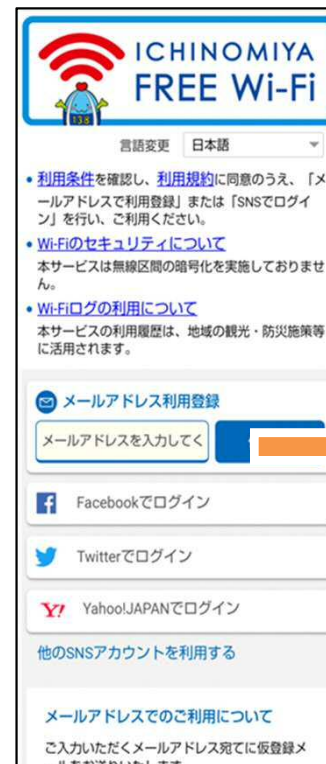 ICHINOMIYA
FREE Wi-Fi
138
言語変更 日本語
• 利用条件を確認し、利用規約に同意のうえ、「メ
ールアドレスで利用登録」または「SNSでログイ
ン」を行い、ご利用ください。
• Wi-Fiのセキュリティについて
本サービスは無線区間の暗号化を実施しておりませ
ん。
• Wi-Fiログの利用について
本サービスの利用履歴は、地域の観光・防災施策等
に活用されます。
メールアドレス利用登録
メールアドレスを入力してく
Facebookでログイン
Twitterでログイン
Y! Yahoo!JAPANでログイン
他のSNSアカウントを利用する
メールアドレスでのご利用について
ご入力いただくメールアドレス宛てに仮登録メ
ールをお送りいたします